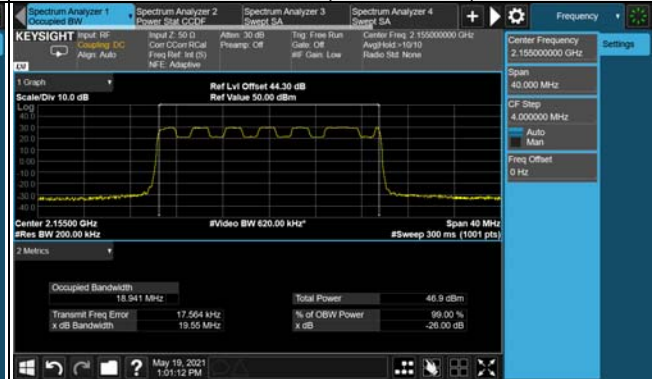 Spectrum Analyzer 1
Occupied BW
Spectrum Analyzer 2
Power Stat CCDF
Spectrum Analyzer 3
Swept SA
Spectrum Analyzer 4
Swept SA
Frequency
KEYSIGHT
Input: RF
Coupling: DC
Align: Auto
Input Z: 50 Ω
Corr CCorr RCal
Freq Ref: Int (S)
NFE: Adaptive
Atten: 30 dB
Preamp: Off
Trig: Free Run
Gate: Off
#IF Gain: Low
Center Freq: 2.155000000 GHz
Avg|Hold:>10/10
Radio Std: None
LXI
Center Frequency
2.155000000 GHz
Settings
Span
40.000 MHz
CF Step
4.000000 MHz
Auto
Man
Freq Offset
0 Hz
1 Graph
Scale/Div 10.0 dB
Ref Lvl Offset 44.30 dB
Ref Value 50.00 dBm
Log
40.0
30.0
20.0
10.0
0.00
-10.0
-20.0
-30.0
-40.0
Center 2.15500 GHz
#Res BW 200.00 kHz
#Video BW 620.00 kHz*
Span 40 MHz
#Sweep 300 ms (1001 pts)
2 Metrics
Occupied Bandwidth
18.941 MHz
Total Power 46.9 dBm
Transmit Freq Error 17.564 kHz
% of OBW Power 99.00 %
x dB Bandwidth 19.55 MHz
x dB -26.00 dB
May 19, 2021
1:01:12 PM